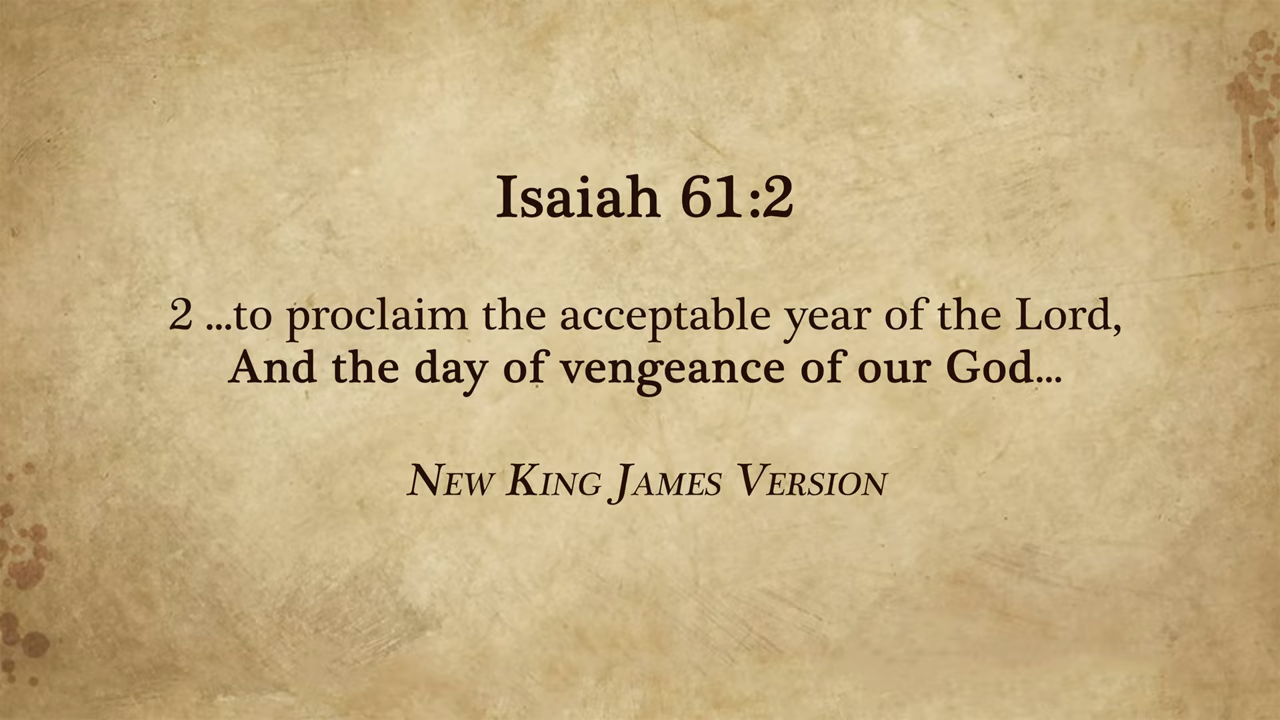 Isaiah 61:2
2 ...to proclaim the acceptable year of the Lord,
And the day of vengeance of our God...
NEW KING JAMES VERSION